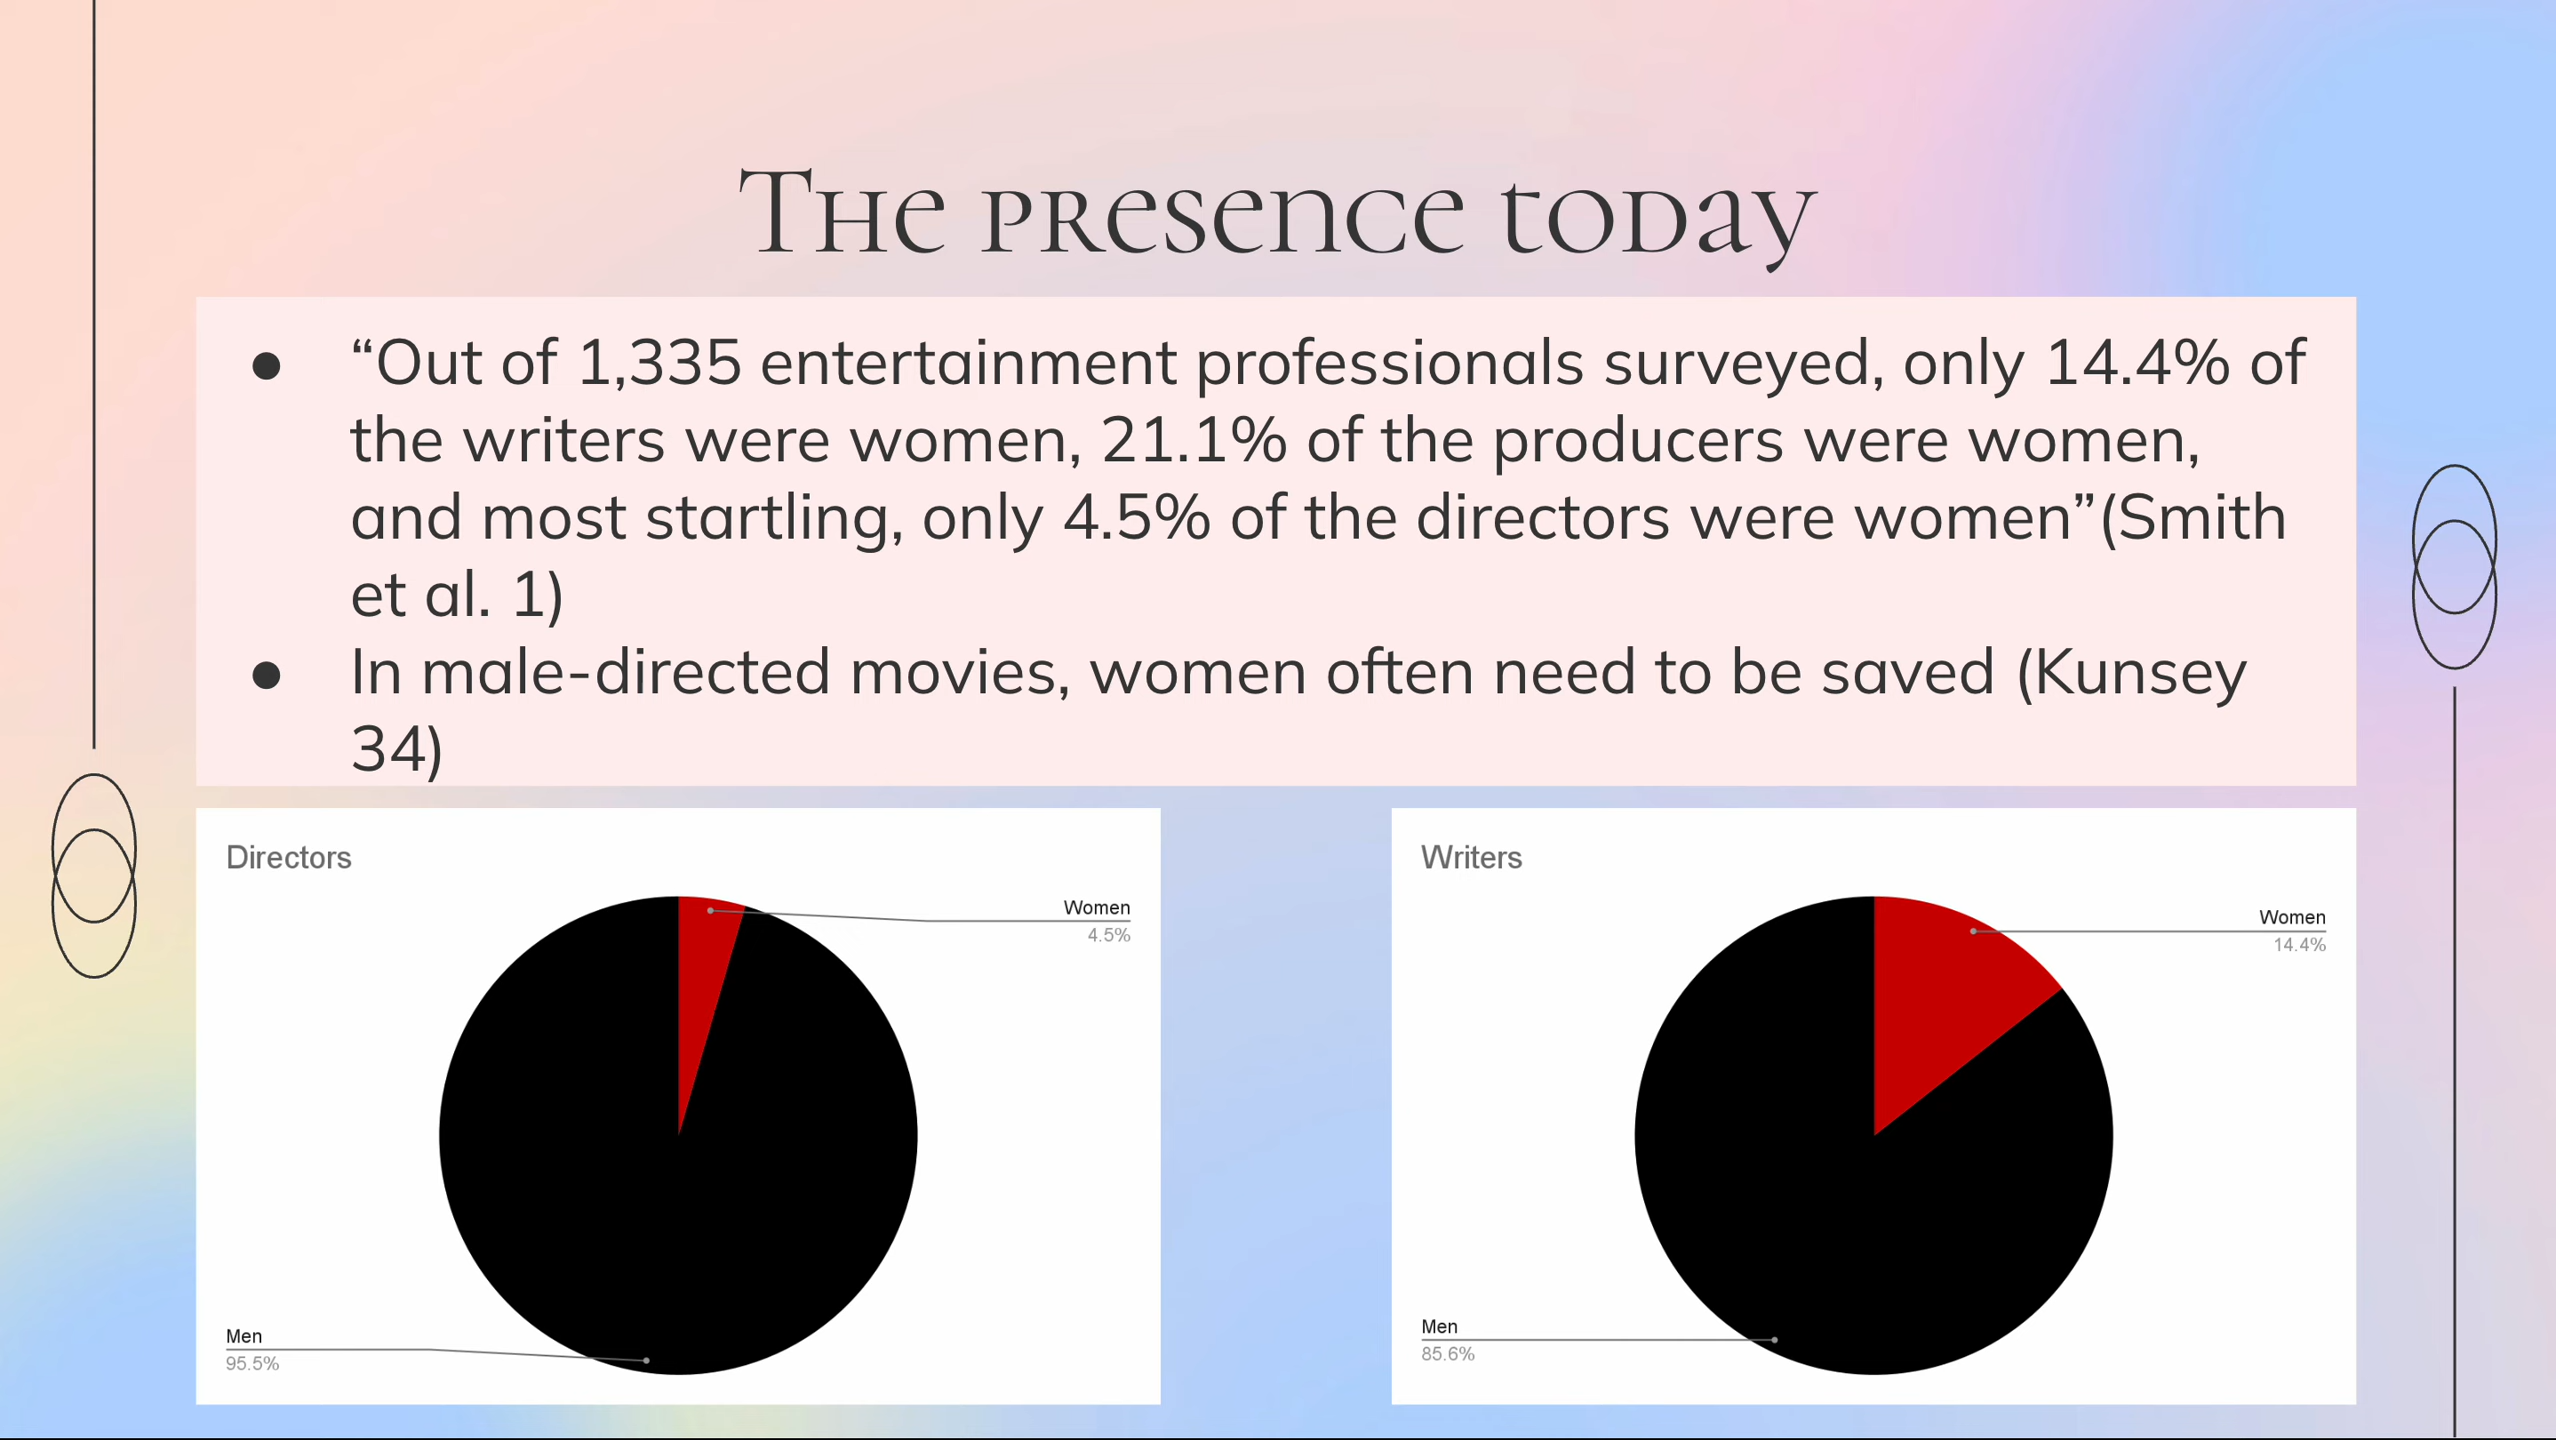 The presence today
● “Out of 1,335 entertainment professionals surveyed, only 14.4% of
the writers were women, 21.1% of the producers were women,
and most startling, only 4.5% of the directors were women”(Smith
et al. 1)
● In male-directed movies, women often need to be saved (Kunsey
34)
Directors
Women
4.5%
Men
95.5%
Writers
Women
14.4%
Men
85.6%